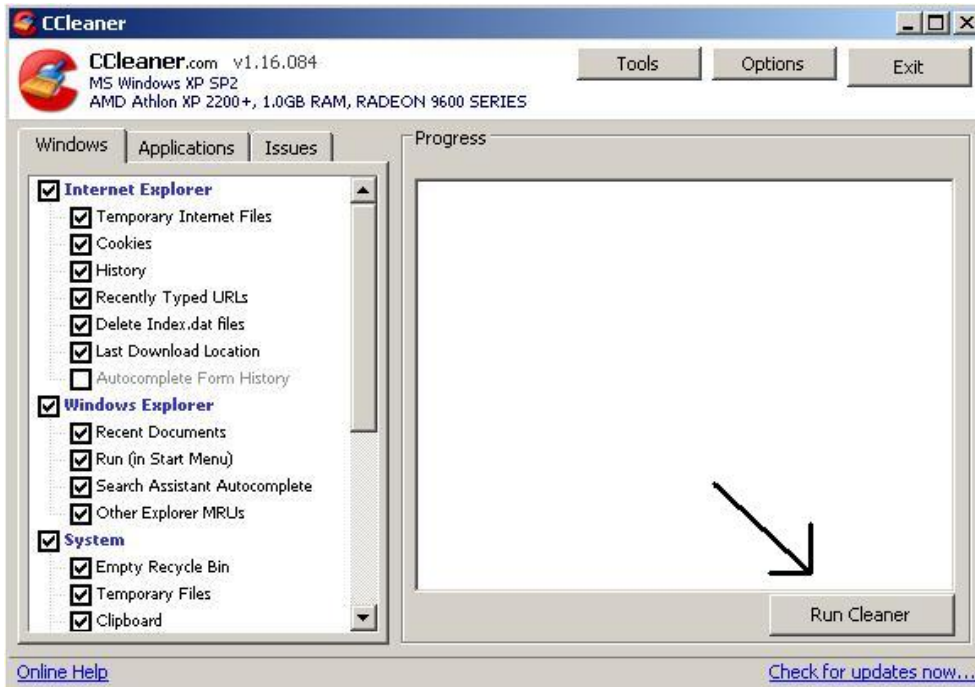 CCleaner
CCleaner.com v1.16.084
MS Windows XP SP2
AMD Athlon XP 2200+, 1.0GB RAM, RADEON 9600 SERIES
Tools
Options
Exit
Windows
Applications
Issues
Internet Explorer
Temporary Internet Files
Cookies
History
Recently Typed URLs
Delete Index.dat files
Last Download Location
Autocomplete Form History
Windows Explorer
Recent Documents
Run (in Start Menu)
Search Assistant Autocomplete
Other Explorer MRUs
System
Empty Recycle Bin
Temporary Files
Clipboard
Progress
Run Cleaner
Online Help
Check for updates now...